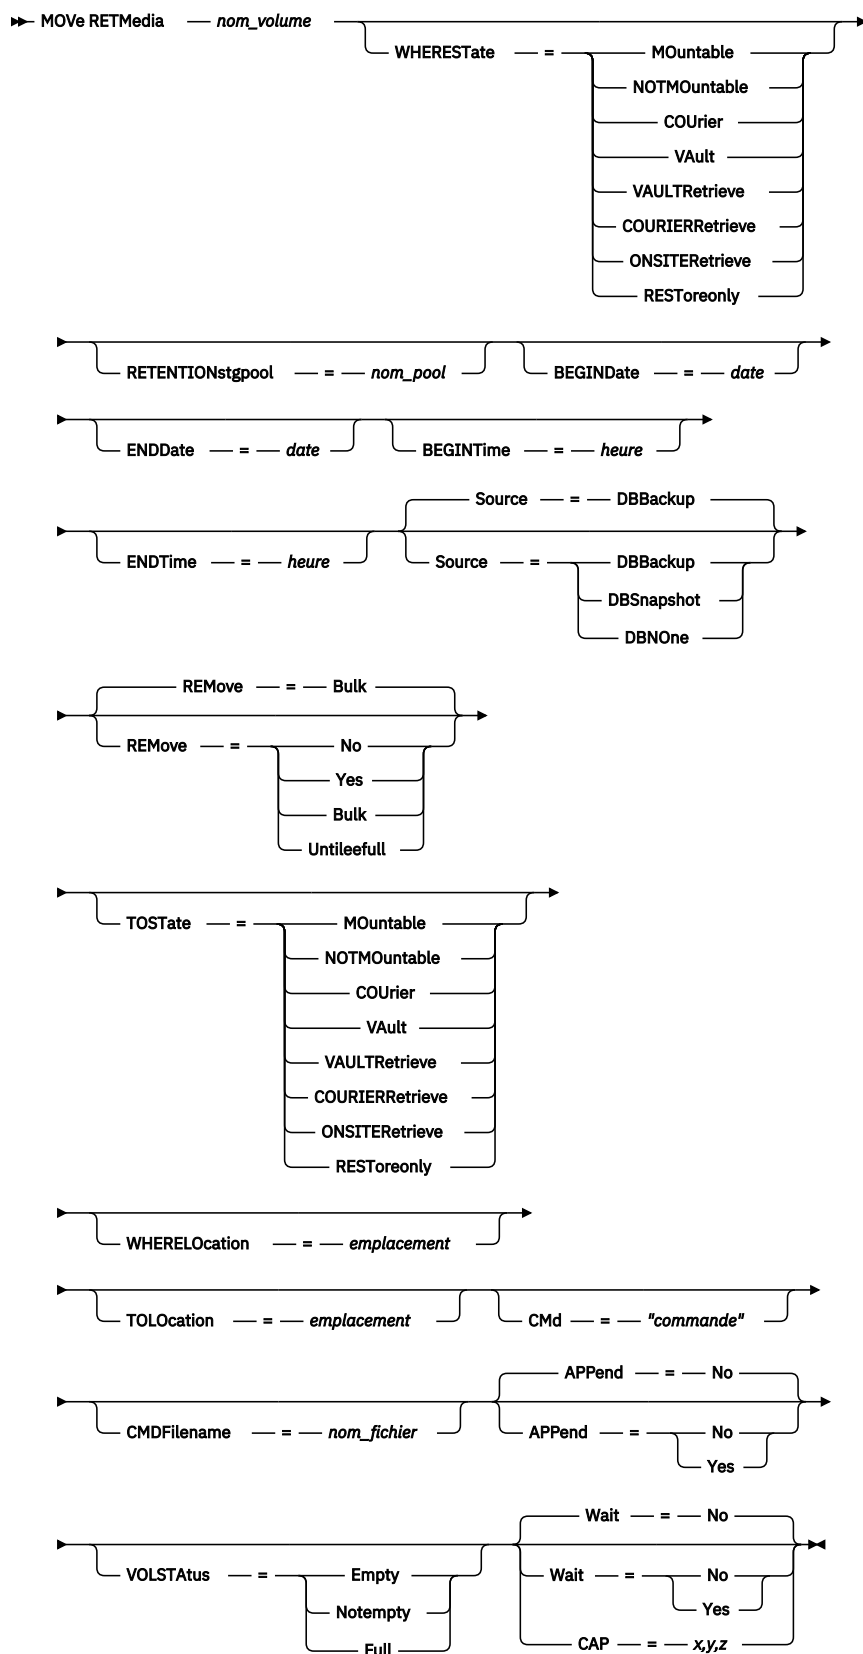 MOVe RETMedia — nom_volume
WHEREState = MOuntable
NOTMOuntable
COUrier
VAult
VAULTRetrieve
COURIERRetrieve
ONSITERetrieve
RESToreonly
RETENTIONstgpool = nom_pool BEGINDate = date
ENDDate = date BEGINTime = heure
Source = DBBackup
ENDTime = heure Source = DBBackup
DBSnapshot
DBNOne
REMove = Bulk
REMove = No
Yes
Bulk
Untileefull
TOSTate = MOuntable
NOTMOuntable
COUrier
VAult
VAULTRetrieve
COURIERRetrieve
ONSITERetrieve
RESToreonly
WHERELOcation = emplacement
TOLOcation = emplacement CMd = "commande"
APPend = No
CMDFilename = nom_fichier APPend = No
Yes
Wait = No
VOLSTAtus = Empty Wait = No
Notempty Yes
Full CAP = x,y,z